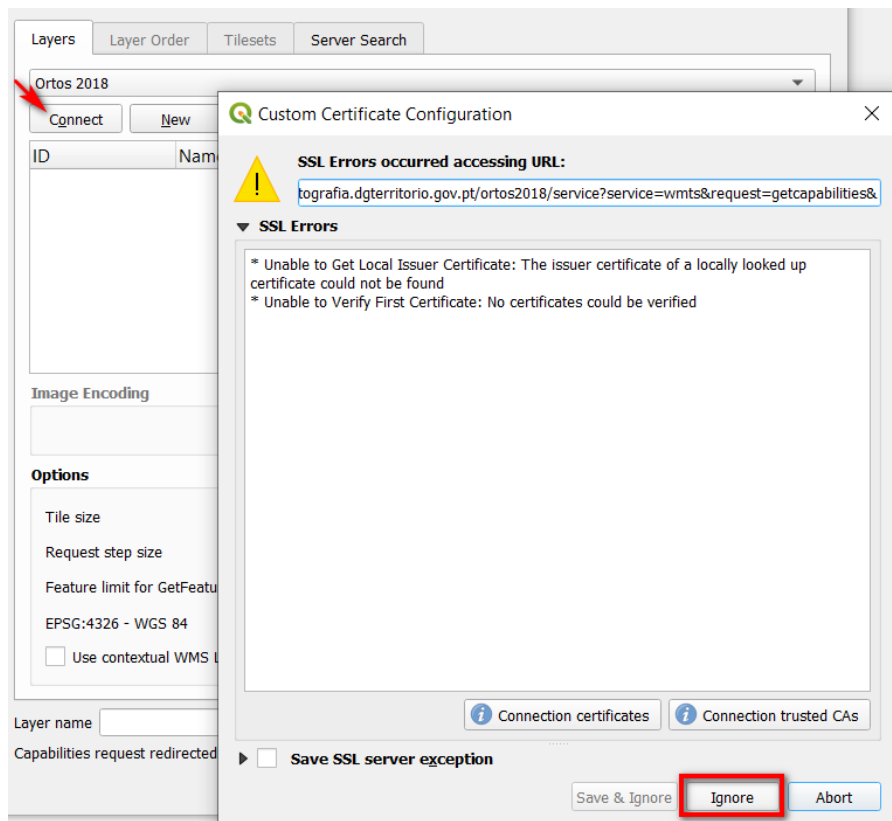 Layers Layer Order Tilesets Server Search
Ortos 2018
Connect New
ID
Custom Certificate Configuration
SSL Errors occurred accessing URL:
tografia.dgterritorio.gov.pt/ortos2018/service?service=wmts&request=getcapabilities&
SSL Errors
* Unable to Get Local Issuer Certificate: The issuer certificate of a locally looked up
certificate could not be found
* Unable to Verify First Certificate: No certificates could be verified
Image Encoding
Options
Tile size
Request step size
Feature limit for
EPSG:4326 - WGS 84
Use contextual WMS
Connection certificates Connection trusted CAs
Layer name
Capabilities request redirected
Save SSL server exception
Save & Ignore Ignore Abort